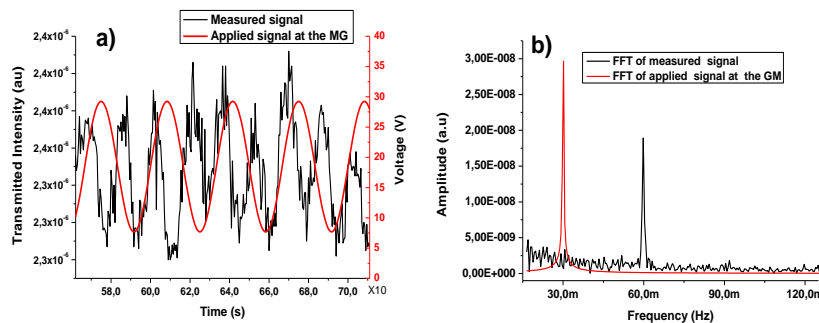 a)
Measured signal
Applied signal at the MG
Transmitted Intensity (au)
2,4x10⁻⁶
2,4x10⁻⁶
2,4x10⁻⁶
2,3x10⁻⁶
2,3x10⁻⁶
2,3x10⁻⁶
40
35
30
25
20
15
10
5
0
Voltage (V)
58,0 60,0 62,0 64,0 66,0 68,0 70,0 X10
Time (s)
b)
FFT of measured signal
FFT of applied signal at the GM
Amplitude (a.u)
3,00E-008
2,50E-008
2,00E-008
1,50E-008
1,00E-008
5,00E-009
0,00E+000
30,0m 60,0m 90,0m 120,0m
Frequency (Hz)